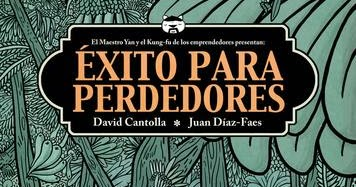 El Maestro Yan y el Kung-fu de los emprendedores presentan:
ÉXITO PARA
PERDEDORES
David Cantolla * Juan Díaz-Faes